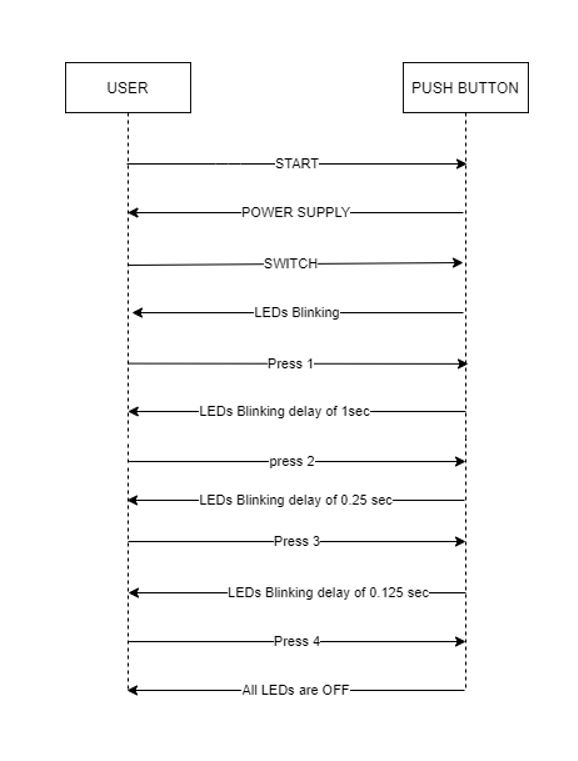 USER
PUSH BUTTON
START
POWER SUPPLY
SWITCH
LEDs Blinking
Press 1
LEDs Blinking delay of 1sec
press 2
LEDs Blinking delay of 0.25 sec
Press 3
LEDs Blinking delay of 0.125 sec
Press 4
All LEDs are OFF